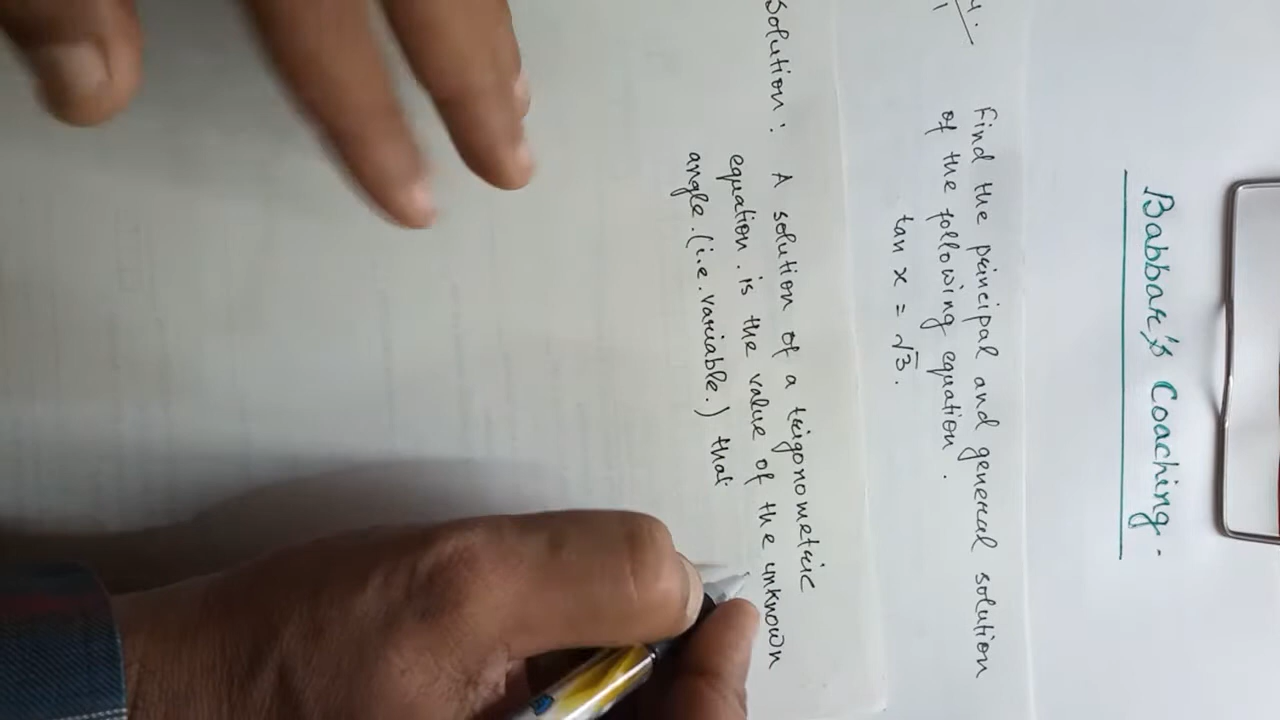 Babbar's Coaching.
Find the principal and general solution
of the following equation.
tan x = √3.
Solution: A solution of a trigonometric
equation. is the value of the unknown
angle.(i.e. variable.) that